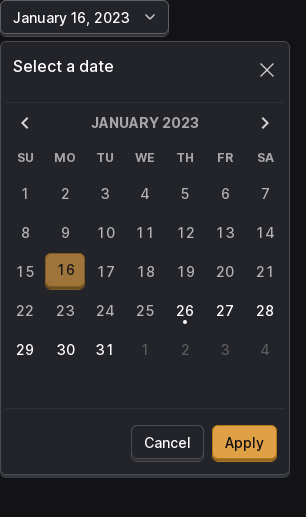 January 16, 2023
Select a date
JANUARY 2023
SU MO TU WE TH FR SA
1 2 3 4 5 6 7
8 9 10 11 12 13 14
15 16 17 18 19 20 21
22 23 24 25 26 27 28
29 30 31 1 2 3 4
Cancel Apply